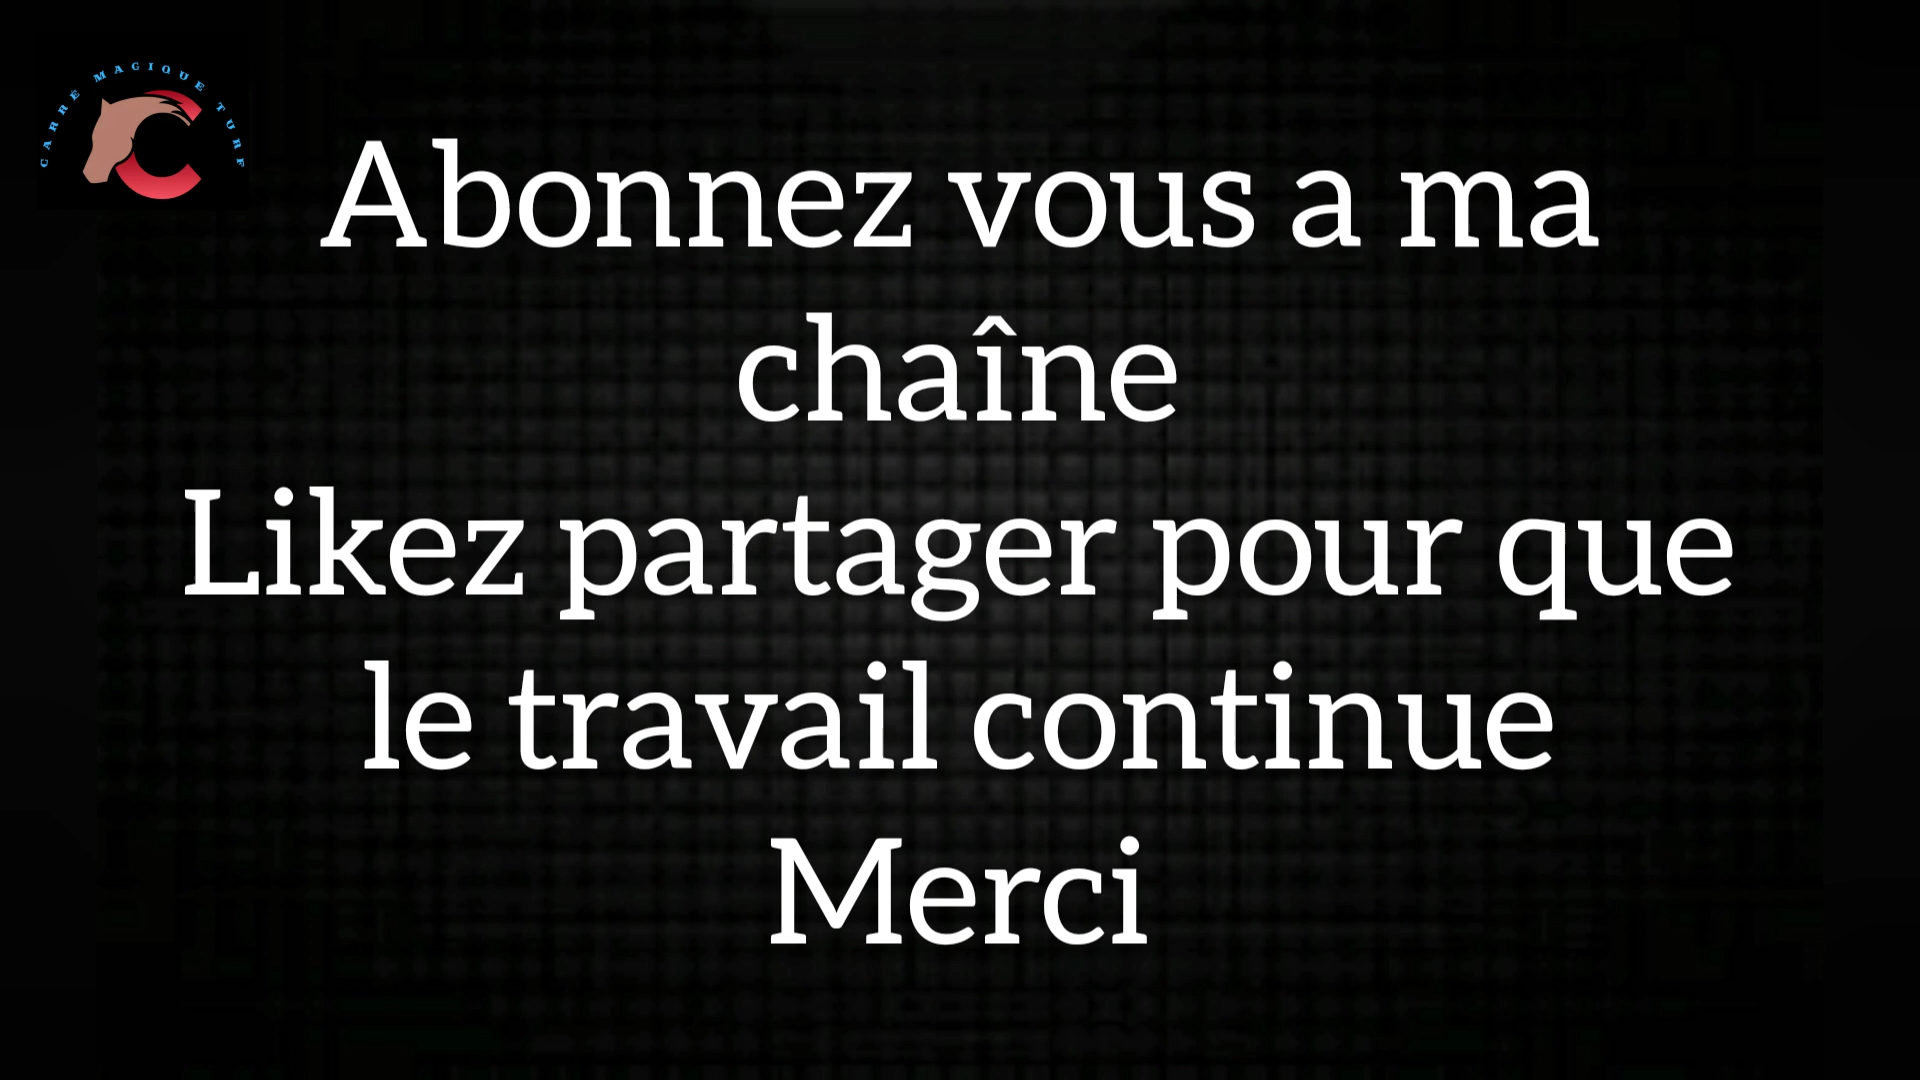 CARRÉ MAGIQUE TURF
Abonnez vous a ma
chaîne
Likez partager pour que
le travail continue
Merci